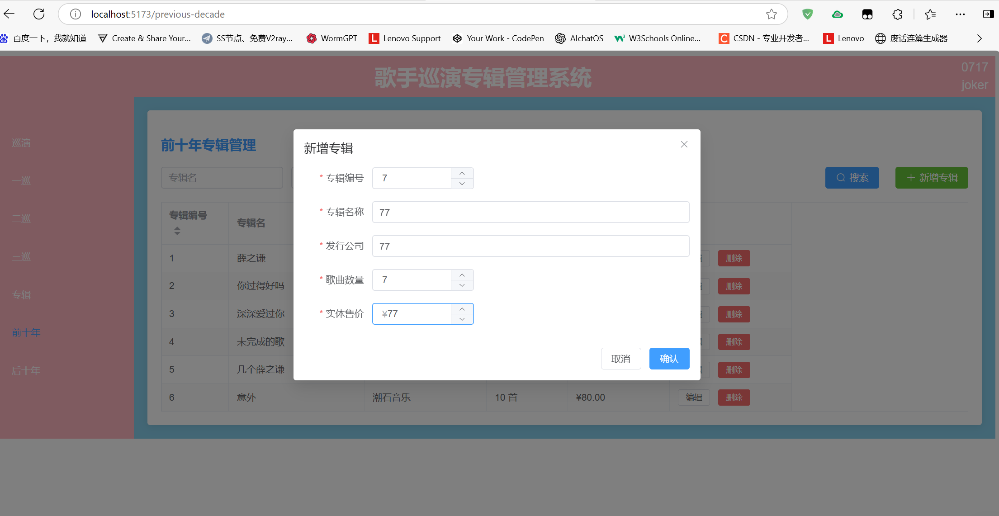 localhost:5173/previous-decade
百度一下，我就知道 Create & Share Your... SS节点、免费V2ray... WormGPT Lenovo Support Your Work - CodePen AIchatOS W3Schools Online... CSDN - 专业开发者... Lenovo 废话连篇生成器
歌手巡演专辑管理系统
0717
joker
巡演
一巡
二巡
三巡
专辑
前十年
后十年
前十年专辑管理
专辑名
搜索
新增专辑
专辑编号 专辑名
1 薛之谦 删除
2 你过得好吗 删除
3 深深爱过你 删除
4 未完成的歌 删除
5 几个薛之谦 删除
6 意外 潮石音乐 10 首 ¥80.00 编辑 删除
新增专辑
* 专辑编号 7
* 专辑名称 77
* 发行公司 77
* 歌曲数量 7
* 实体售价 ¥77
取消 确认